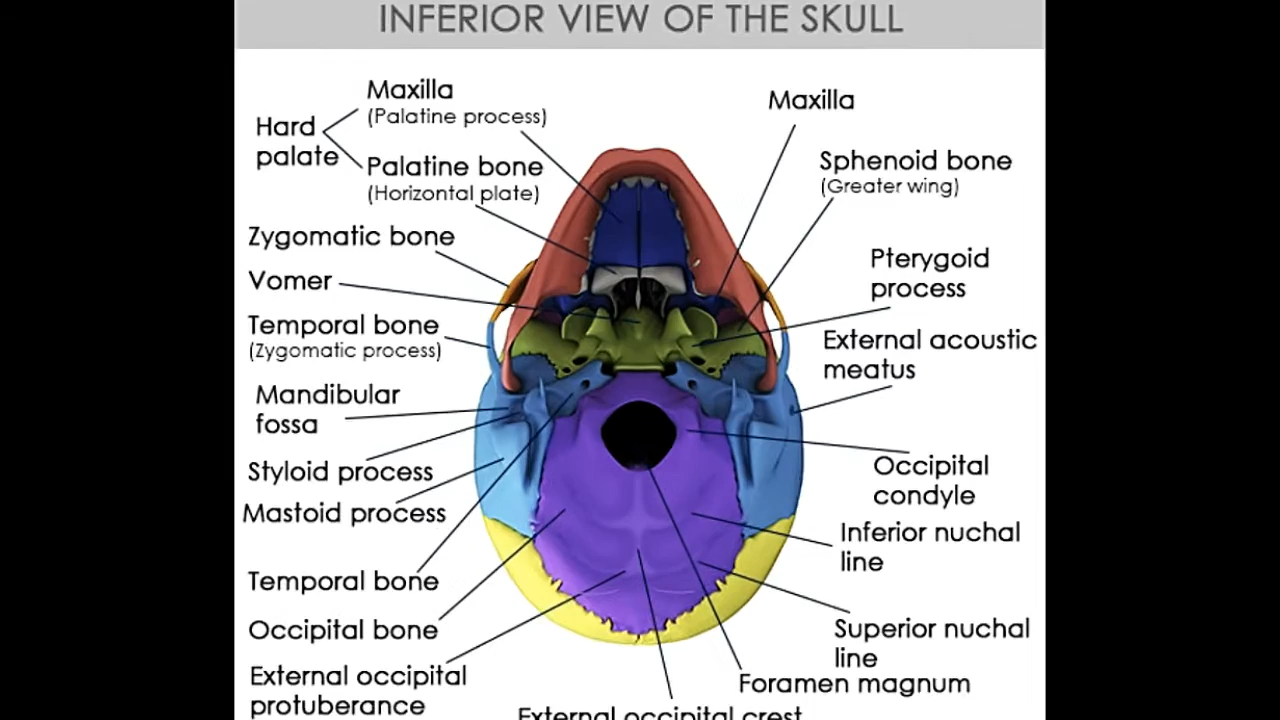 INFERIOR VIEW OF THE SKULL
Hard
palate
Maxilla
(Palatine process)
Palatine bone
(Horizontal plate)
Zygomatic bone
Vomer
Temporal bone
(Zygomatic process)
Mandibular
fossa
Styloid process
Mastoid process
Temporal bone
Occipital bone
External occipital
protuberance
Maxilla
Sphenoid bone
(Greater wing)
Pterygoid
process
External acoustic
meatus
Occipital
condyle
Inferior nuchal
line
Superior nuchal
line
Foramen magnum
External occipital crest